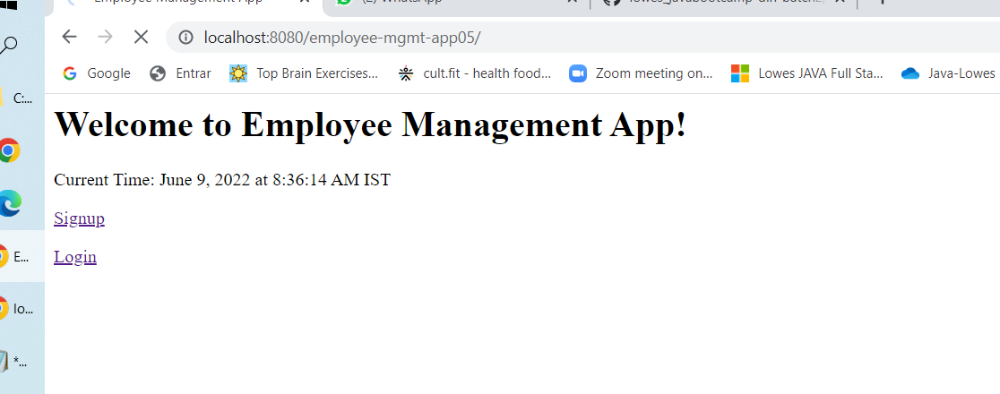 Employee Management App
(2) WhatsApp
localhost:8080/employee-mgmt-app05/
Google
Entrar
Top Brain Exercises...
cult.fit - health food...
Zoom meeting on...
Lowes JAVA Full Sta...
Java-Lowes
C:...
Welcome to Employee Management App!
Current Time: June 9, 2022 at 8:36:14 AM IST
Signup
Login
E...
lo...
*...